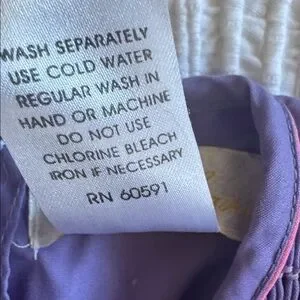 WASH SEPARATELY
USE COLD WATER
REGULAR WASH IN
HAND OR MACHINE
DO NOT USE
CHLORINE BLEACH
IRON IF NECESSARY
RN 60591